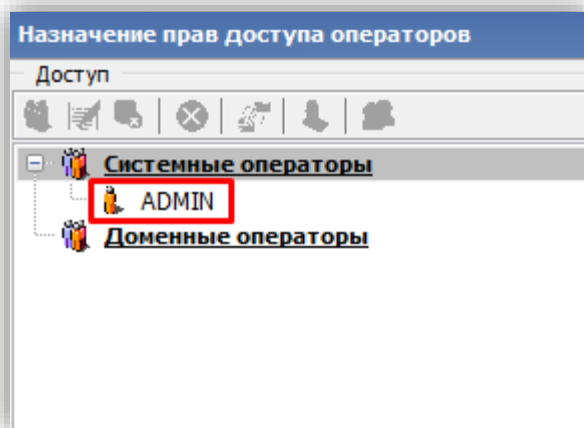 Назначение прав доступа операторов
Доступ
Системные операторы
ADMIN
Доменные операторы